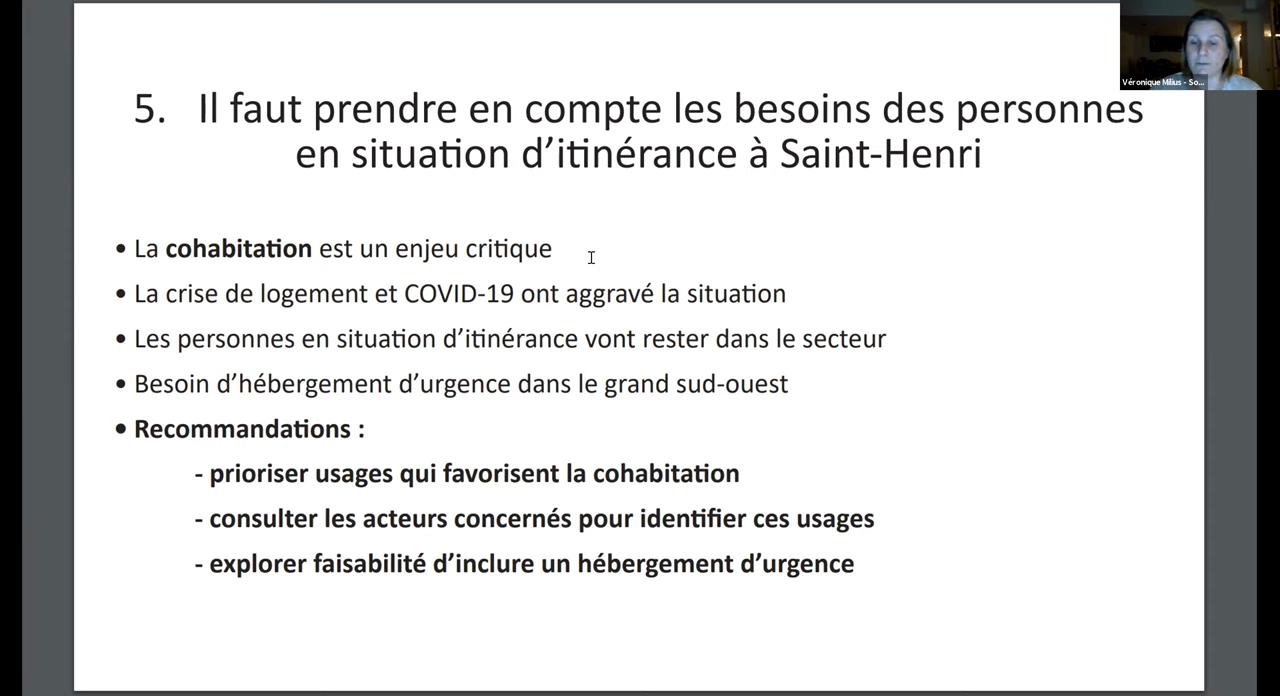 Véronique Milius - So...
5. Il faut prendre en compte les besoins des personnes
en situation d’itinérance à Saint-Henri
• La cohabitation est un enjeu critique
• La crise de logement et COVID-19 ont aggravé la situation
• Les personnes en situation d’itinérance vont rester dans le secteur
• Besoin d’hébergement d’urgence dans le grand sud-ouest
• Recommandations :
- prioriser usages qui favorisent la cohabitation
- consulter les acteurs concernés pour identifier ces usages
- explorer faisabilité d’inclure un hébergement d’urgence